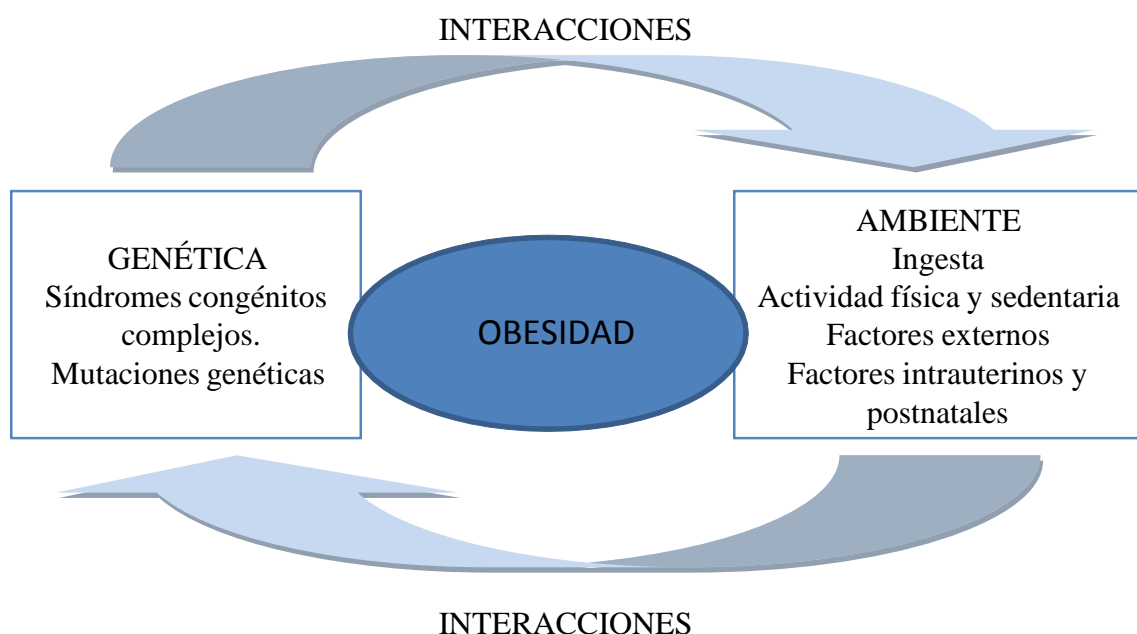 INTERACCIONES
GENÉTICA
Síndromes congénitos
complejos.
Mutaciones genéticas
OBESIDAD
AMBIENTE
Ingesta
Actividad física y sedentaria
Factores externos
Factores intrauterinos y
postnatales
INTERACCIONES